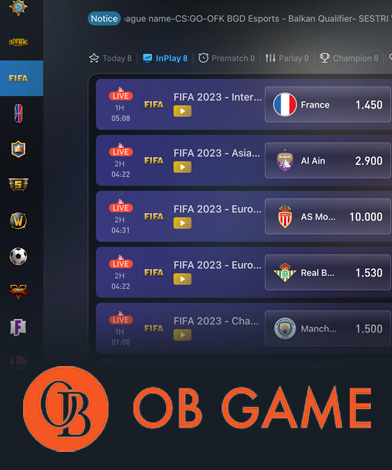 Notice
eague name-CS:GO-OFK BGD Esports - Balkan Qualifier- SESTRI
Today 8
InPlay 8
Prematch 0
Parlay 0
Champion 0
FIFA
LIVE
1H
05:08
FIFA
FIFA 2023 - Inter...
France
1.450
LIVE
2H
04:22
FIFA
FIFA 2023 - Asia...
Al Ain
2.900
LIVE
2H
04:31
FIFA
FIFA 2023 - Euro...
AS Mo...
10.000
LIVE
2H
04:22
FIFA
FIFA 2023 - Euro...
Real B...
1.530
LIVE
1H
01:08
FIFA
FIFA 2023 - Cha...
Manch...
1.500
OB
OB GAME